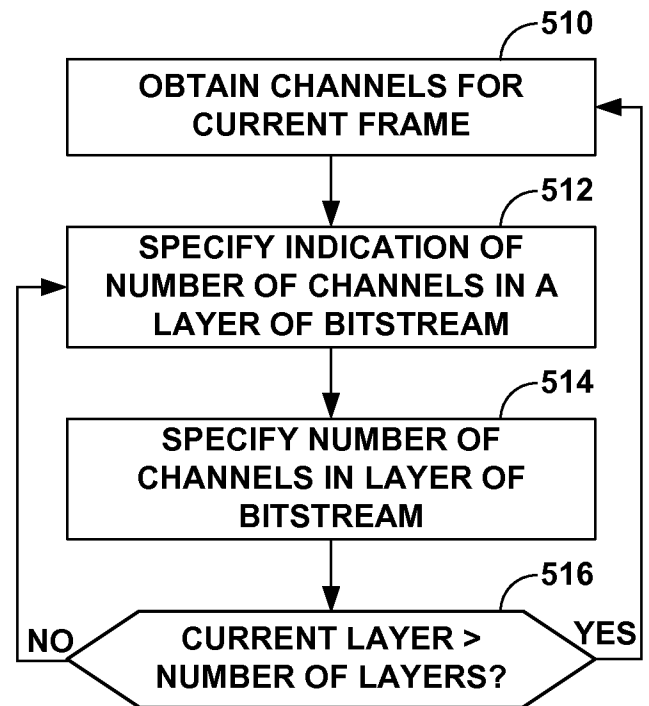 510
OBTAIN CHANNELS FOR
CURRENT FRAME
512
SPECIFY INDICATION OF
NUMBER OF CHANNELS IN A
LAYER OF BITSTREAM
514
SPECIFY NUMBER OF
CHANNELS IN LAYER OF
BITSTREAM
516
NO
CURRENT LAYER >
NUMBER OF LAYERS?
YES